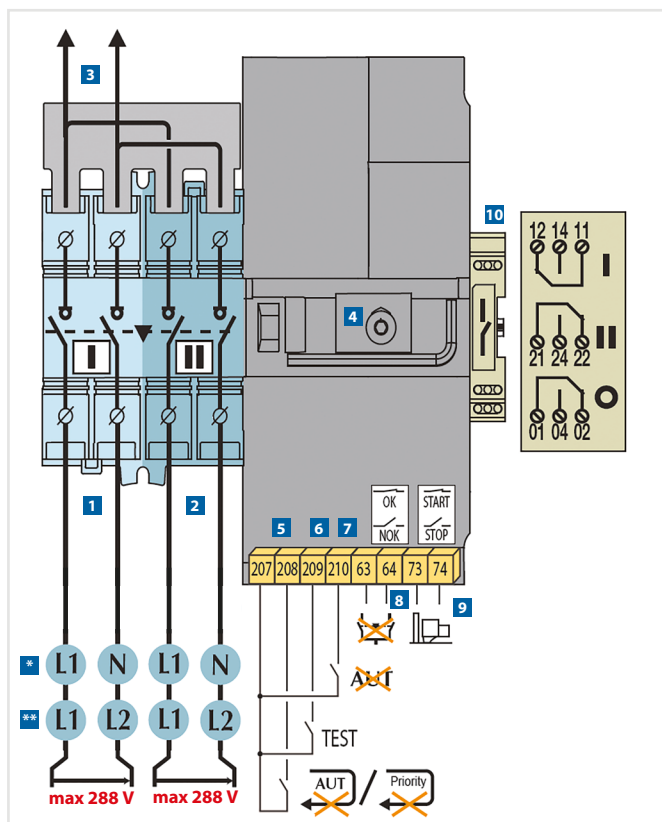 3
10
12 14 11
I
4
I II
21 24 22
II
01 04 02
O
1 2
5 6 7
OK START
NOK STOP
207 208 209 210 63 64 73 74
8 9
* L1 N L1 N
AUT
** L1 L2 L1 L2
TEST
AUT / Priority
max 288 V max 288 V